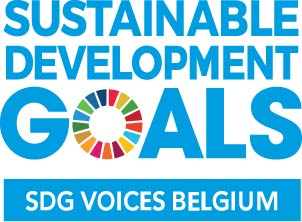 SUSTAINABLE
DEVELOPMENT
GOALS
SDG VOICES BELGIUM